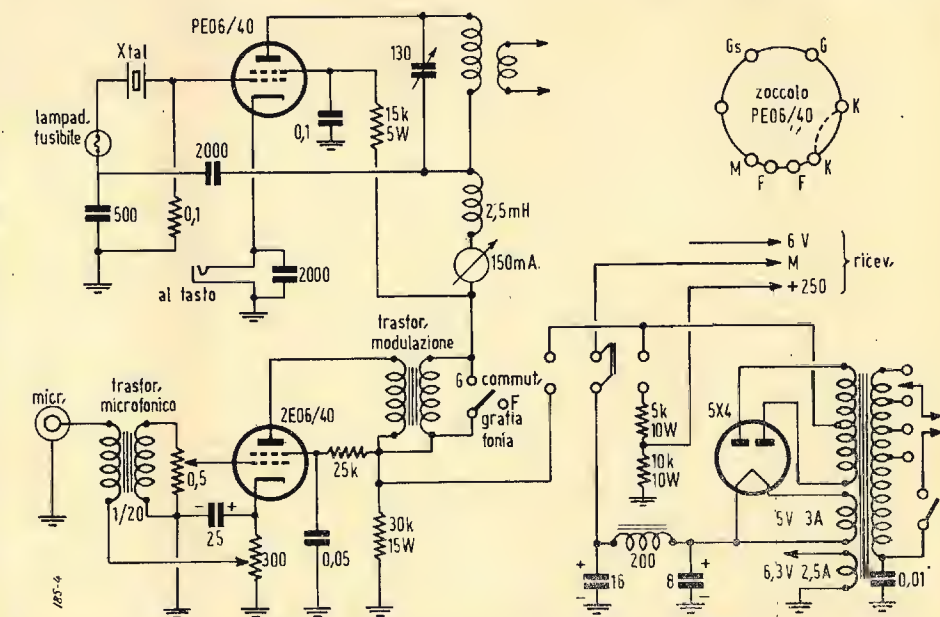 PE06/40
Xtal
lampad.
fusibile
500
0,1
2000
0,1
15k
5W
130
2,5mH
150mA.
al tasto
2000
Gs
G
zoccolo
PE06/40
K
K
M
F
F
6 V
M
+250
ricev.
micr.
trasfor.
microfonico
1/20
0,5
25
300
2E06/40
0,05
25k
30k
15W
trasfor.
modulazione
G
commut.
F
grafia
fonia
5k
10W
10k
10W
5X4
200
16
8
5V 3A
6,3V 2,5A
0,01
185-4